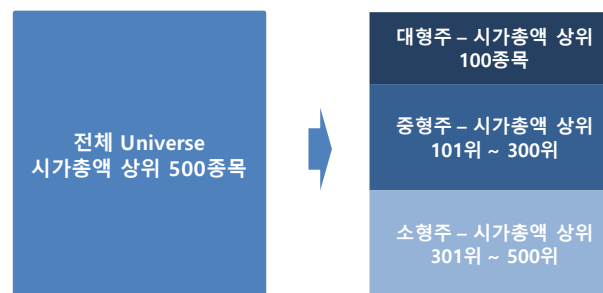 전체 Universe
시가총액 상위 500종목
대형주 – 시가총액 상위
100종목
중형주 – 시가총액 상위
101위 ~ 300위
소형주 – 시가총액 상위
301위 ~ 500위